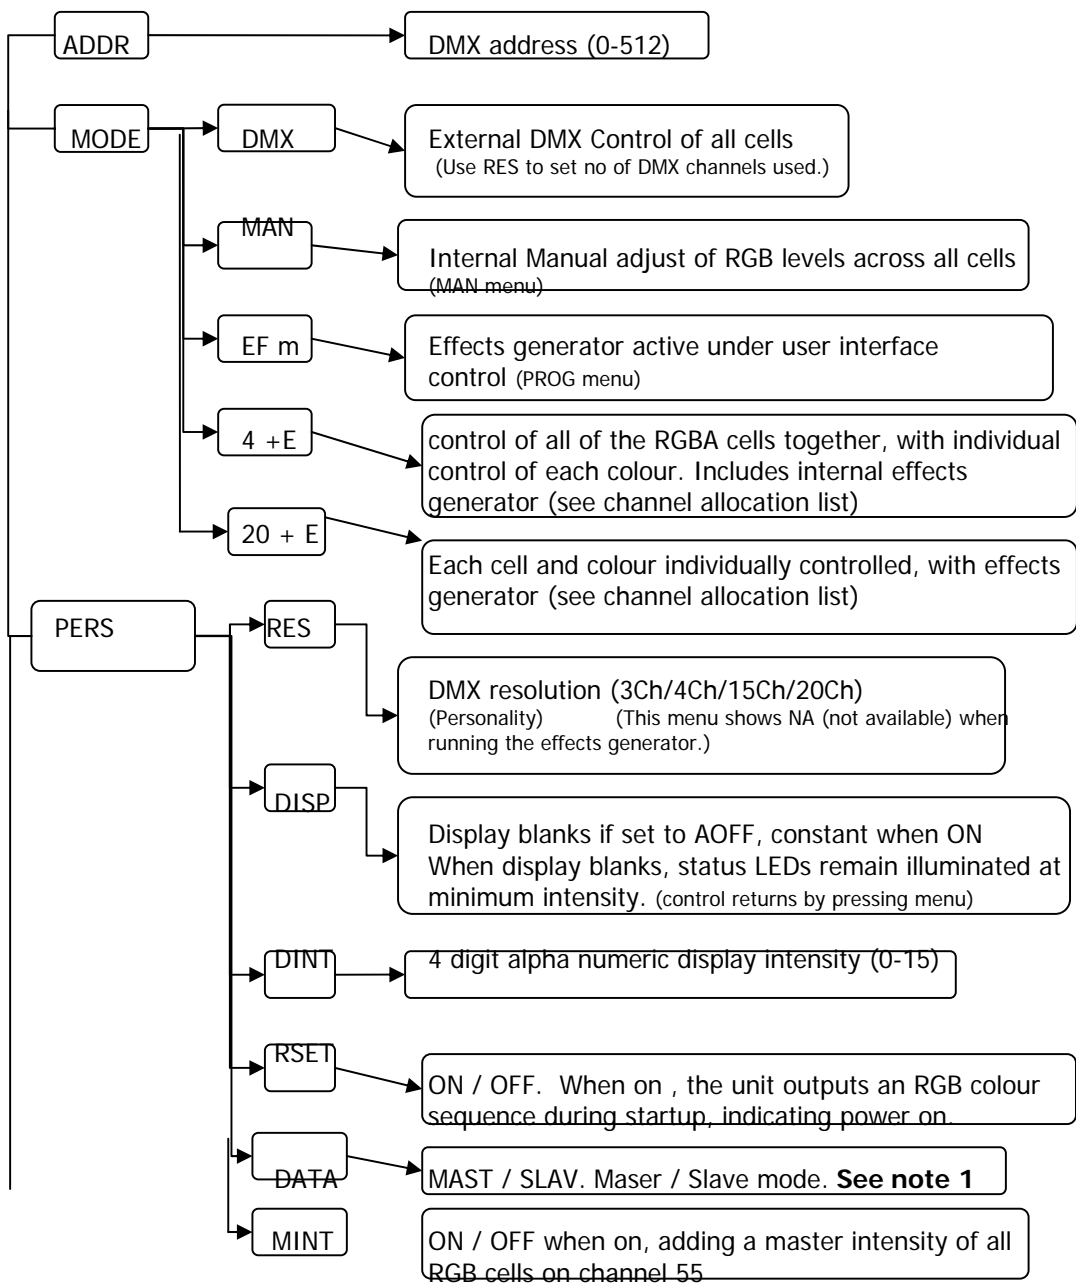 ADDR
DMX address (0-512)
MODE
DMX
External DMX Control of all cells
(Use RES to set no of DMX channels used.)
MAN
Internal Manual adjust of RGB levels across all cells
(MAN menu)
EF m
Effects generator active under user interface
control (PROG menu)
4 +E
control of all of the RGBA cells together, with individual
control of each colour. Includes internal effects
generator (see channel allocation list)
20 + E
Each cell and colour individually controlled, with effects
generator (see channel allocation list)
PERS
RES
DMX resolution (3Ch/4Ch/15Ch/20Ch)
(Personality) (This menu shows NA (not available) when
running the effects generator.)
DISP
Display blanks if set to AOFF, constant when ON
When display blanks, status LEDs remain illuminated at
minimum intensity. (control returns by pressing menu)
DINT
4 digit alpha numeric display intensity (0-15)
RSET
ON / OFF. When on , the unit outputs an RGB colour
sequence during startup, indicating power on.
DATA
MAST / SLAV. Maser / Slave mode. See note 1
MINT
ON / OFF when on, adding a master intensity of all
RGB cells on channel 55